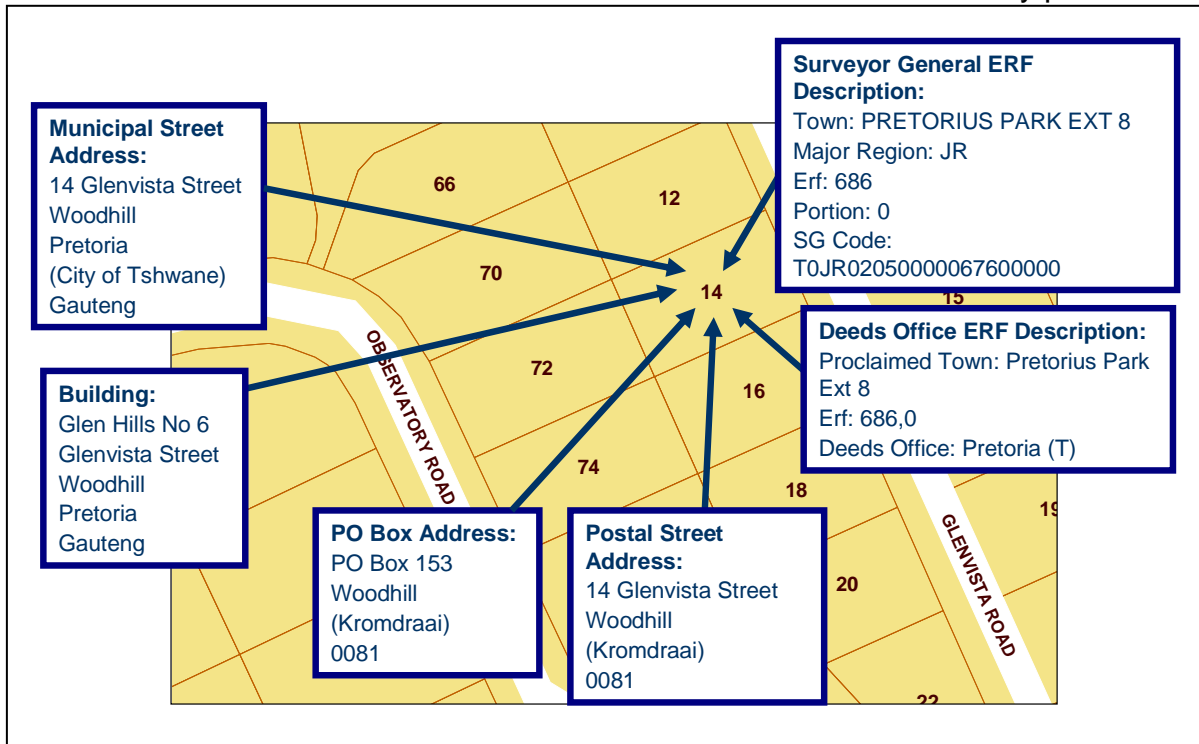 Surveyor General ERF
Description:
Town: PRETORIUS PARK EXT 8
Major Region: JR
Erf: 686
Portion: 0
SG Code:
T0JR02050000067600000
Municipal Street
Address:
14 Glenvista Street
Woodhill
Pretoria
(City of Tshwane)
Gauteng
66
12
70
14
15
72
16
74
18
19
20
22
OBSERVATORY ROAD
GLENVISTA ROAD
Deeds Office ERF Description:
Proclaimed Town: Pretorius Park
Ext 8
Erf: 686,0
Deeds Office: Pretoria (T)
Building:
Glen Hills No 6
Glenvista Street
Woodhill
Pretoria
Gauteng
PO Box Address:
PO Box 153
Woodhill
(Kromdraai)
0081
Postal Street
Address:
14 Glenvista Street
Woodhill
(Kromdraai)
0081